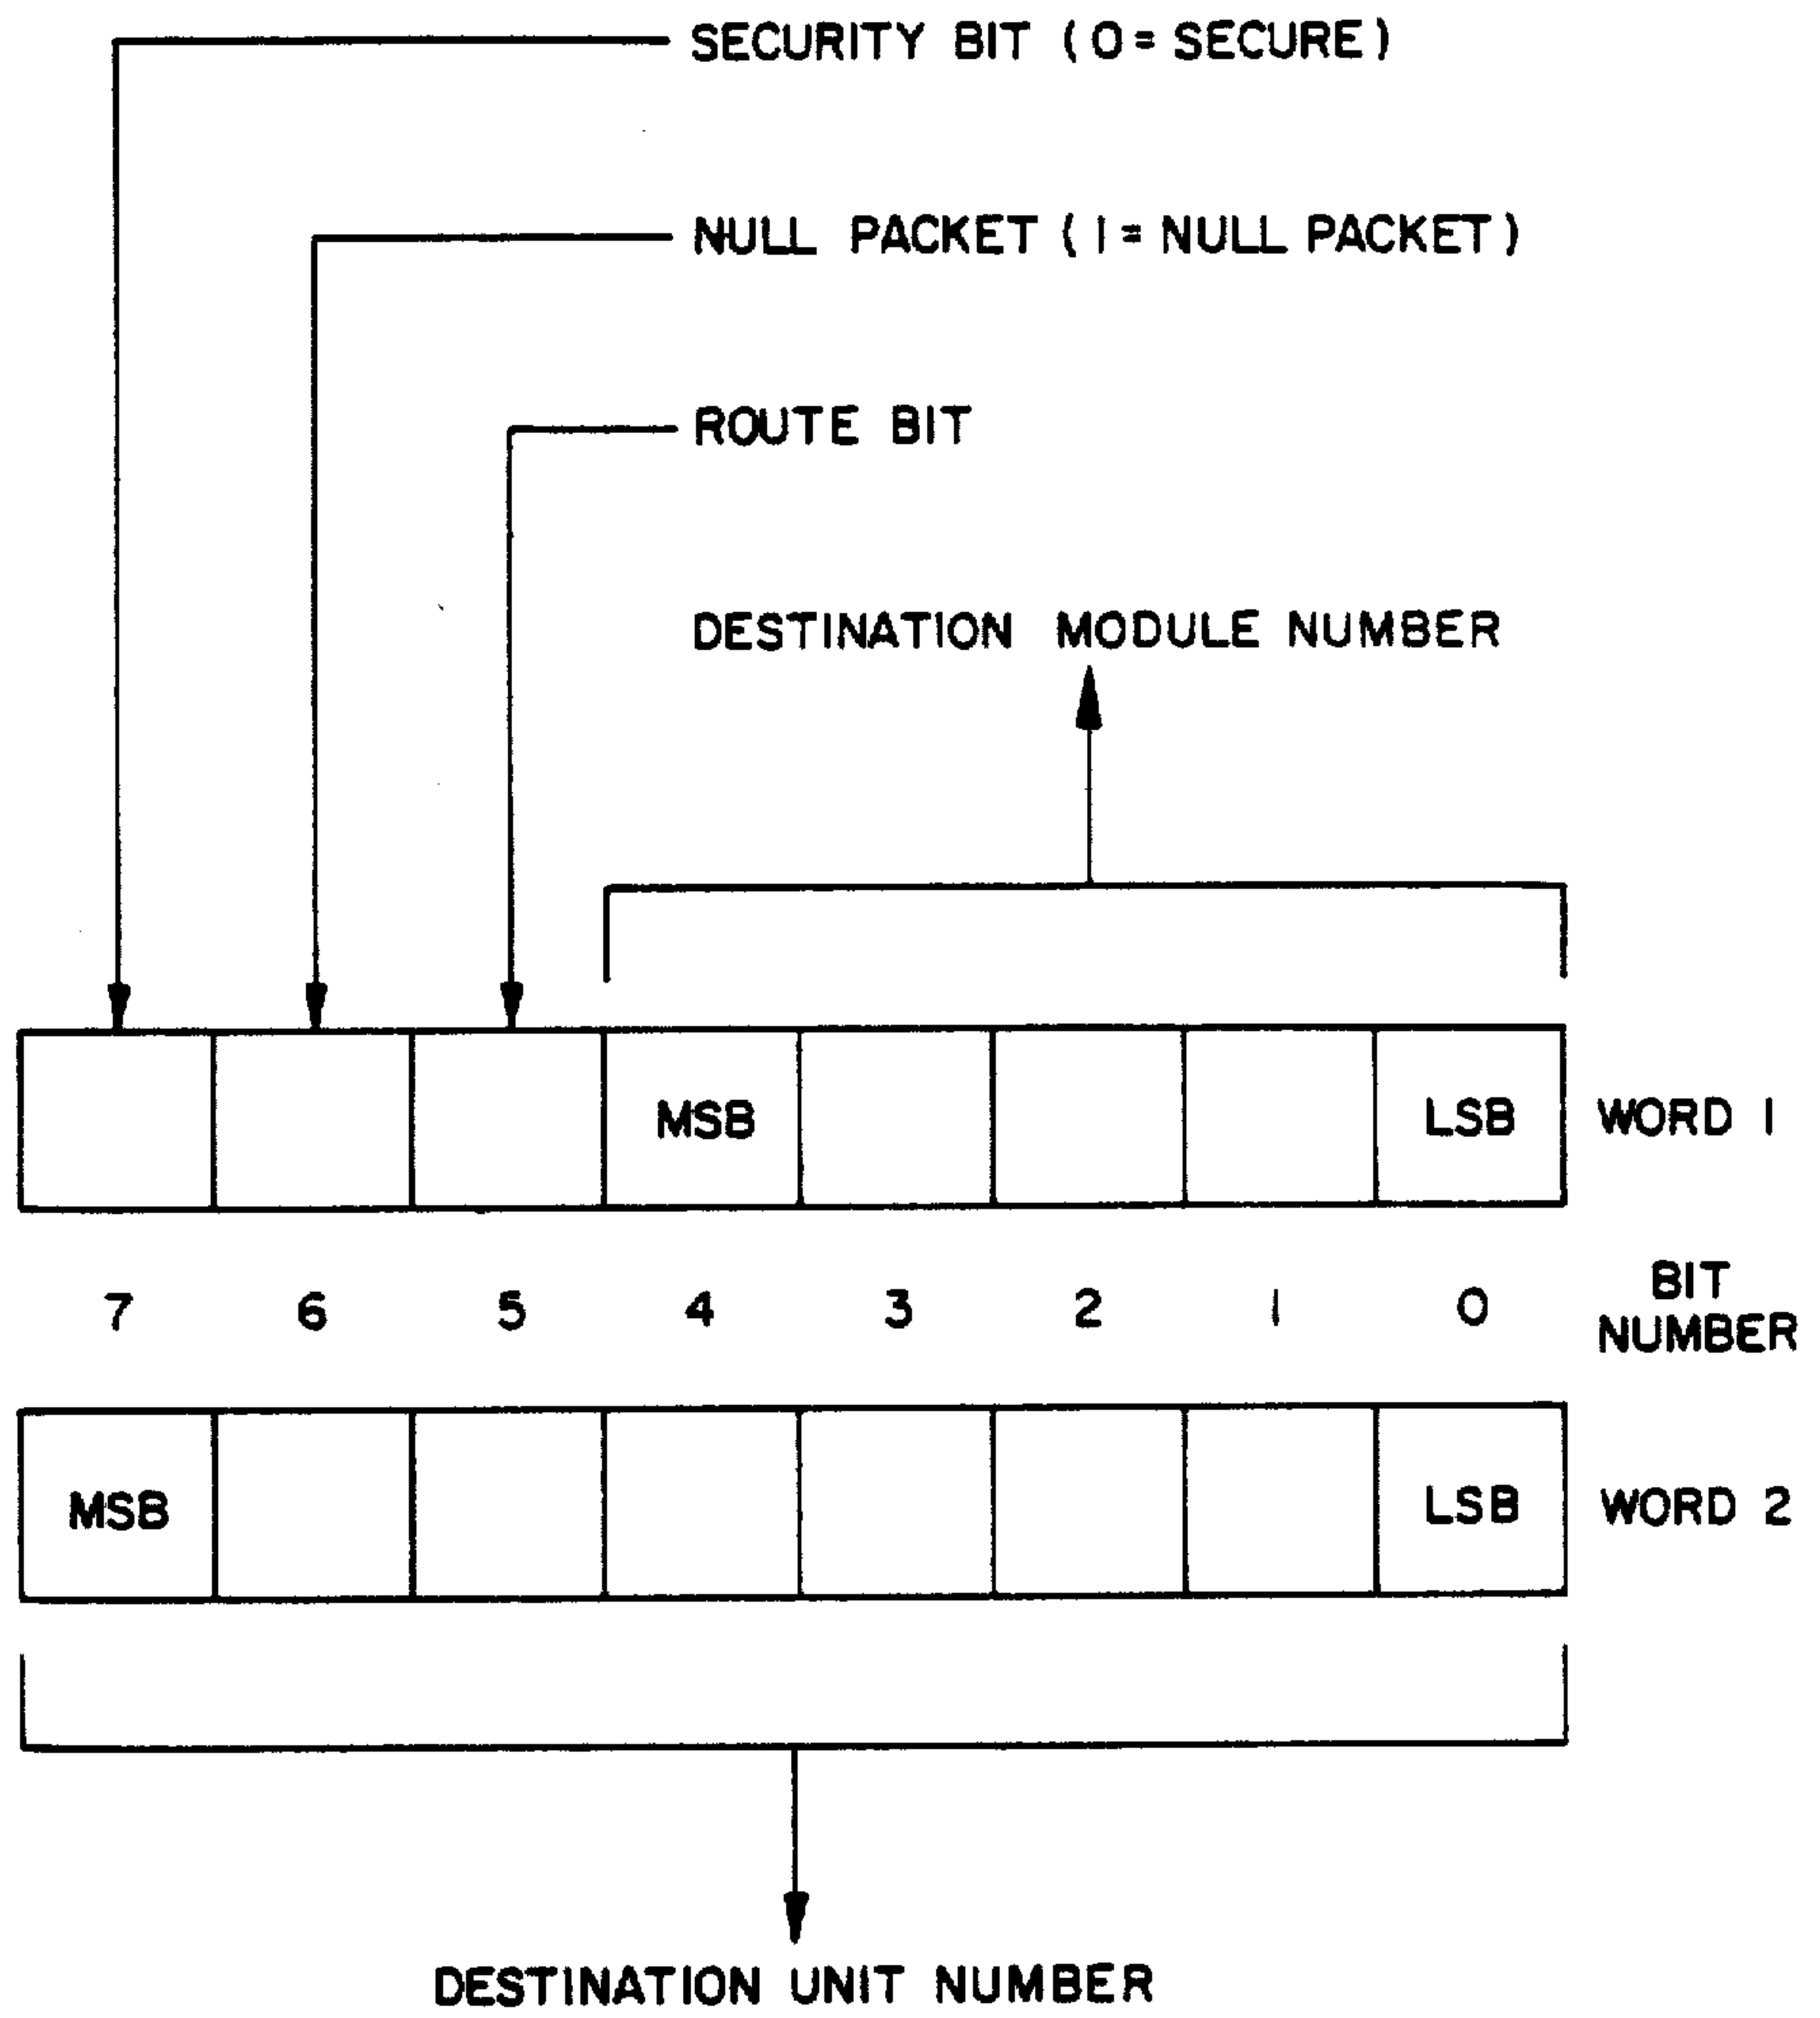 SECURITY BIT (0 = SECURE)
NULL PACKET (1 = NULL PACKET)
ROUTE BIT
DESTINATION MODULE NUMBER
MSB LSB WORD 1
7 6 5 4 3 2 1 0 BIT NUMBER
MSB LSB WORD 2
DESTINATION UNIT NUMBER